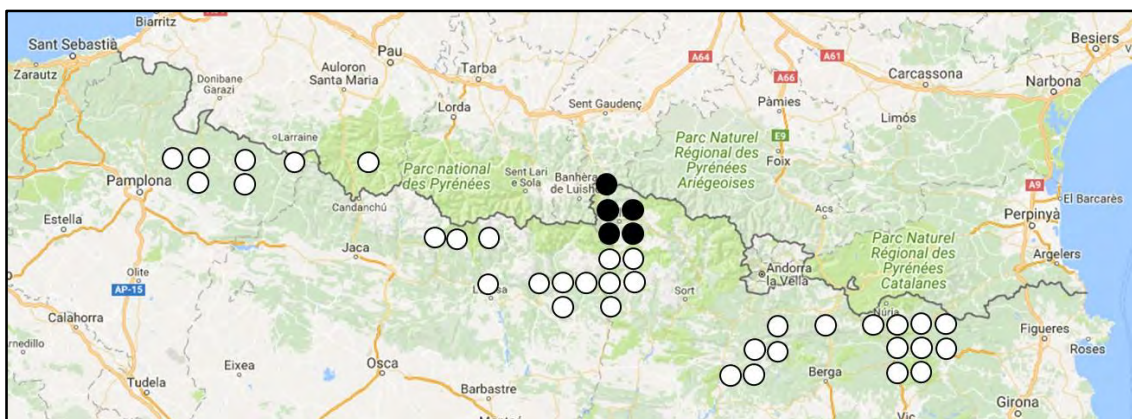 Biarritz
Sant Sebastià
Zarautz
Donibane
Garazi
Auloron
Santa Maria
Pau
Tarba
Lorda
Sent Gaudenç
A64
A66
A61
Carcassona
Besiers
Narbona
Pàmies
Limós
E9
Foix
Parc Naturel
Régional des
Pyrénées
Ariégeoises
Larraine
Parc national
des Pyrénées
Sent Lari
e Sola
Banhèra
de Luish
Pamplona
Candanchú
Estella
Jaca
Acs
A9
El Barcarès
Perpinyà
Argelers
Parc Naturel
Régional des
Pyrénées
Catalanes
Andorra
la Vella
Sort
Núria
Olite
AP-15
Calahorra
Figueres
Roses
Eixea
Osca
Tudela
Barbastre
Berga
Vic
Girona